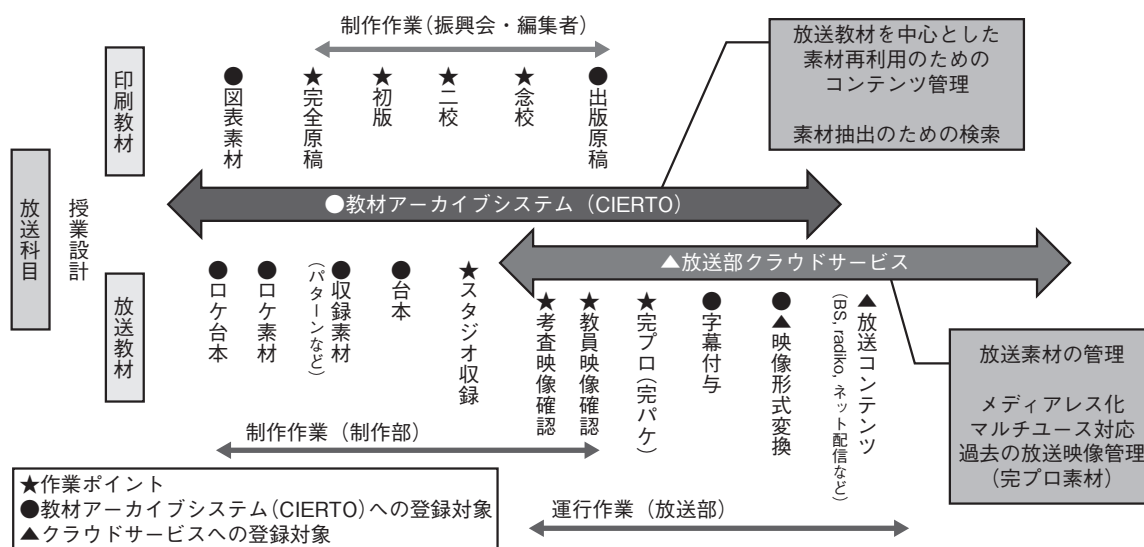 制作作業(振興会・編集者)
放送教材を中心とした
素材再利用のための
コンテンツ管理
素材抽出のための検索
印刷教材
●図表素材
★完全原稿
★初版
★二校
★念校
●出版原稿
放送科目
授業設計
●教材アーカイブシステム（CIERTO）
▲放送部クラウドサービス
放送教材
●ロケ台本
●ロケ素材
●収録素材
(パターンなど)
●台本
★スタジオ収録
★考査映像確認
★教員映像確認
★完プロ(完パケ)
●字幕付与
●▲映像形式変換
▲放送コンテンツ
(BS, radiko, ネット配信など)
放送素材の管理
メディアレス化
マルチユース対応
過去の放送映像管理
(完プロ素材)
制作作業（制作部）
運行作業（放送部）
★作業ポイント
●教材アーカイブシステム(CIERTO)への登録対象
▲クラウドサービスへの登録対象